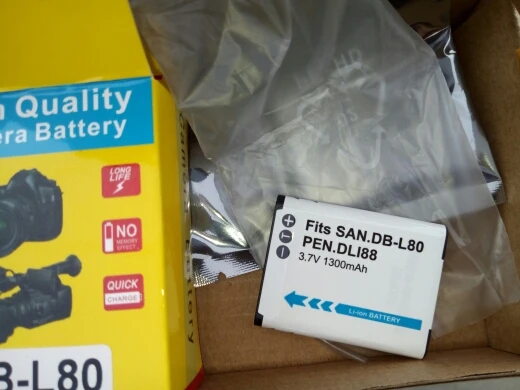 Quality
era Battery
LONG
LIFE
NO
MEMORY
EFFECT
QUICK
CHARGE
B-L80
Fits SAN.DB-L80
PEN.DLI88
3.7V 1300mAh
Li-ion BATTERY
+
T
-